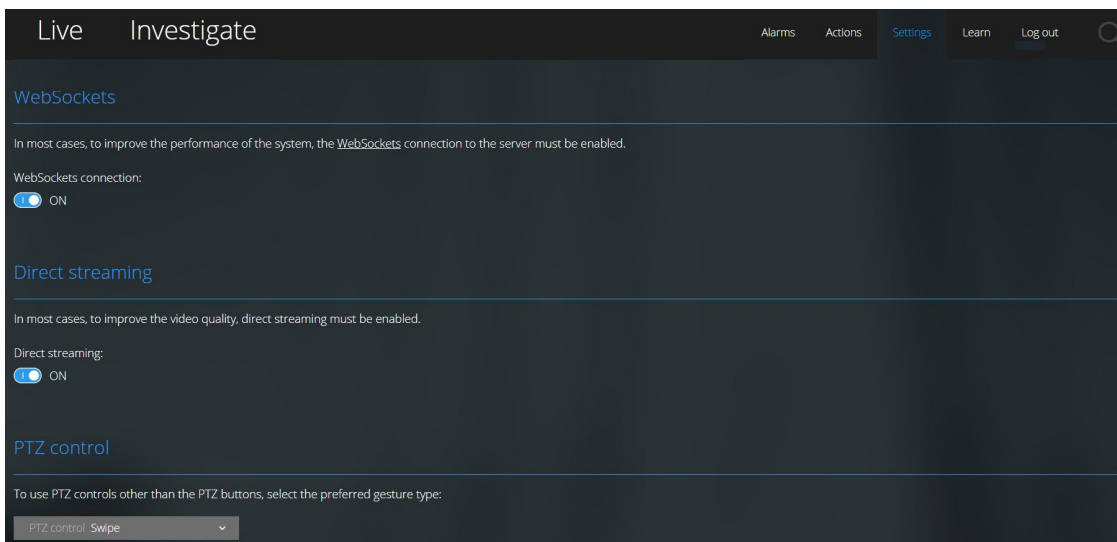 Live Investigate Alarms Actions Settings Learn Log out
WebSockets
In most cases, to improve the performance of the system, the WebSockets connection to the server must be enabled.
WebSockets connection:
ON
Direct streaming
In most cases, to improve the video quality, direct streaming must be enabled.
Direct streaming:
ON
PTZ control
To use PTZ controls other than the PTZ buttons, select the preferred gesture type:
PTZ control Swipe